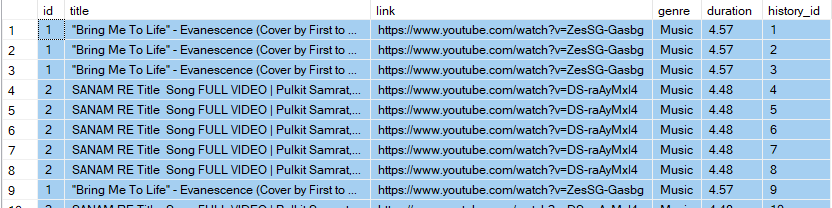 id title link genre duration history_id
1 1 "Bring Me To Life" - Evanescence (Cover by First to ... https://www.youtube.com/watch?v=ZesSG-Gasbg Music 4.57 1
2 1 "Bring Me To Life" - Evanescence (Cover by First to ... https://www.youtube.com/watch?v=ZesSG-Gasbg Music 4.57 2
3 1 "Bring Me To Life" - Evanescence (Cover by First to ... https://www.youtube.com/watch?v=ZesSG-Gasbg Music 4.57 3
4 2 SANAM RE Title Song FULL VIDEO | Pulkit Samrat,... https://www.youtube.com/watch?v=DS-raAyMxl4 Music 4.48 4
5 2 SANAM RE Title Song FULL VIDEO | Pulkit Samrat,... https://www.youtube.com/watch?v=DS-raAyMxl4 Music 4.48 5
6 2 SANAM RE Title Song FULL VIDEO | Pulkit Samrat,... https://www.youtube.com/watch?v=DS-raAyMxl4 Music 4.48 6
7 2 SANAM RE Title Song FULL VIDEO | Pulkit Samrat,... https://www.youtube.com/watch?v=DS-raAyMxl4 Music 4.48 7
8 2 SANAM RE Title Song FULL VIDEO | Pulkit Samrat,... https://www.youtube.com/watch?v=DS-raAyMxl4 Music 4.48 8
9 1 "Bring Me To Life" - Evanescence (Cover by First to ... https://www.youtube.com/watch?v=ZesSG-Gasbg Music 4.57 9